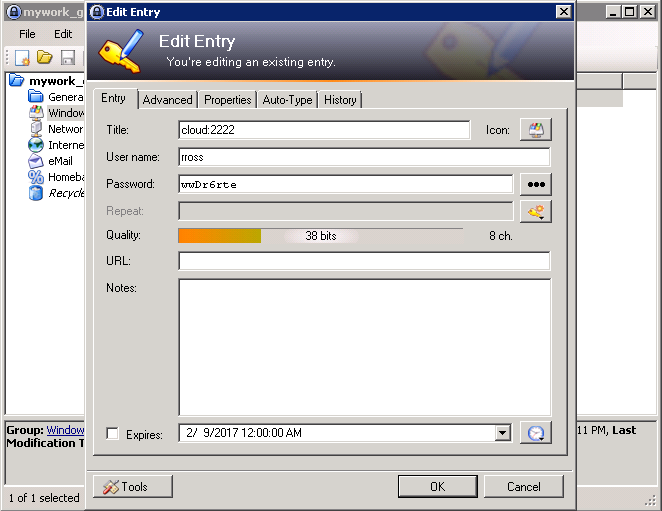 mywork_g
Edit Entry
File Edit
Edit Entry
You're editing an existing entry.
mywork_
Genera
Window
Network
Interne
eMail
Homeba
Recycle
Entry Advanced Properties Auto-Type History
Title: cloud:2222 Icon:
User name: rross
Password: wwDr6rte
Repeat:
Quality: 38 bits 8 ch.
URL:
Notes:
Expires: 2/ 9/2017 12:00:00 AM
Group: Window
Modification T
11 PM, Last
Tools OK Cancel
1 of 1 selected